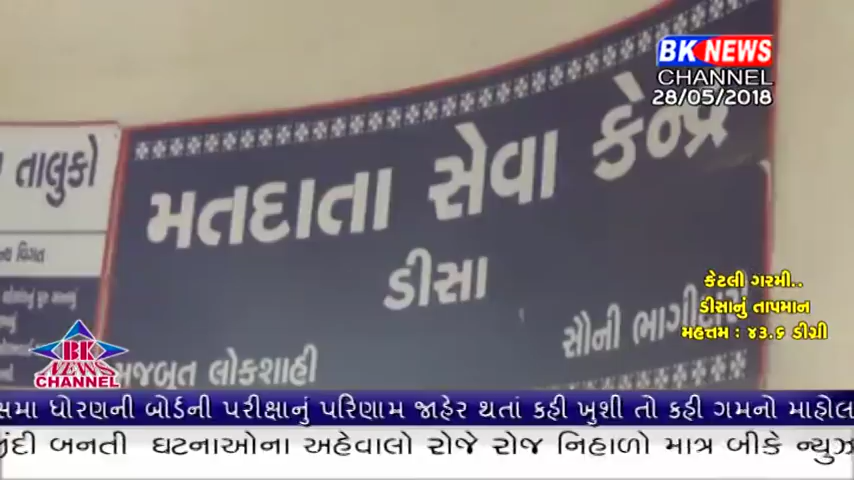 BK NEWS
CHANNEL
28/05/2018
તાલુકો
મતદાતા સેવા કેન્દ્ર
ડીસા
સૌની
મજબુત લોકશાહી
કેટલી ગરમી..
ડીસાનું તાપમાન
મહત્તમ : ૪૩.૬ ડીગ્રી
BK
NEWS
CHANNEL
સમા ધોરણની બોર્ડની પરીક્ષાનું પરિણામ જાહેર થતાં કહી ખુશી તો કહી ગમનો માહોલ
બનતી ઘટનાઓના અહેવાલો રોજે રોજ નિહાળો માત્ર બીકે ન્યુઝ